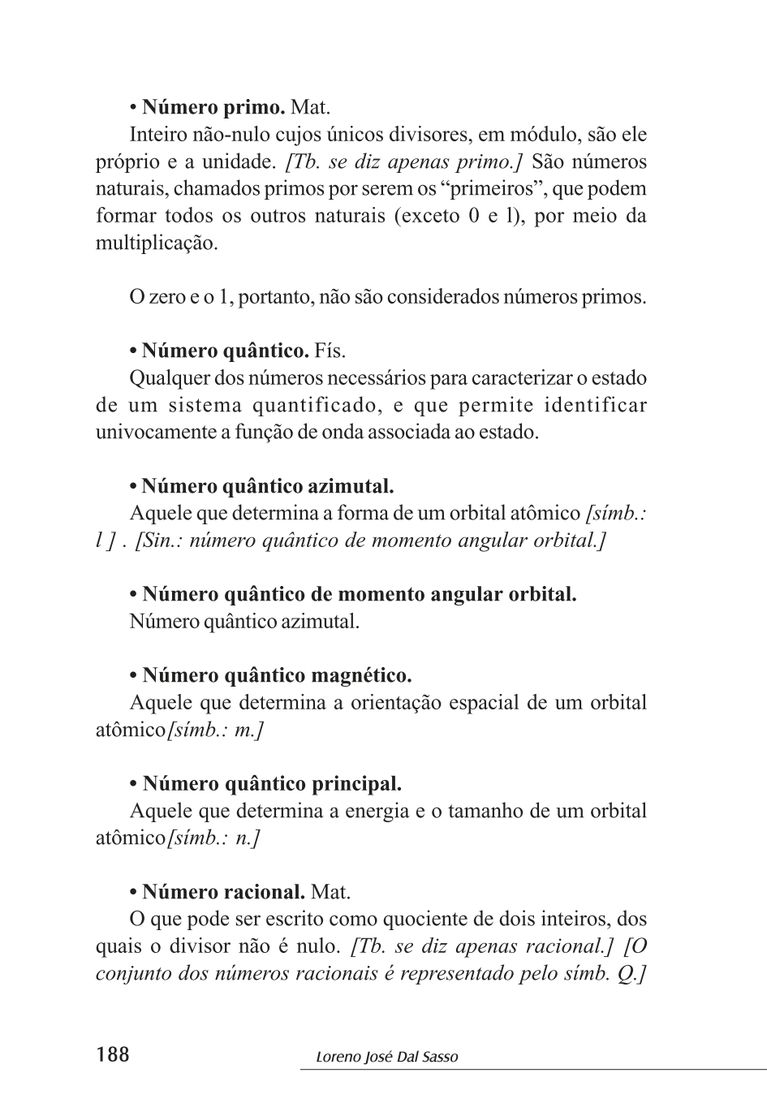 • Número primo. Mat.
Inteiro não-nulo cujos únicos divisores, em módulo, são ele
próprio e a unidade. [Tb. se diz apenas primo.] São números
naturais, chamados primos por serem os “primeiros”, que podem
formar todos os outros naturais (exceto 0 e l), por meio da
multiplicação.
O zero e o 1, portanto, não são considerados números primos.
• Número quântico. Fís.
Qualquer dos números necessários para caracterizar o estado
de um sistema quantificado, e que permite identificar
univocamente a função de onda associada ao estado.
• Número quântico azimutal.
Aquele que determina a forma de um orbital atômico [símb.:
l ] . [Sin.: número quântico de momento angular orbital.]
• Número quântico de momento angular orbital.
Número quântico azimutal.
• Número quântico magnético.
Aquele que determina a orientação espacial de um orbital
atômico[símb.: m.]
• Número quântico principal.
Aquele que determina a energia e o tamanho de um orbital
atômico[símb.: n.]
• Número racional. Mat.
O que pode ser escrito como quociente de dois inteiros, dos
quais o divisor não é nulo. [Tb. se diz apenas racional.] [O
conjunto dos números racionais é representado pelo símb. Q.]
188
Loreno José Dal Sasso